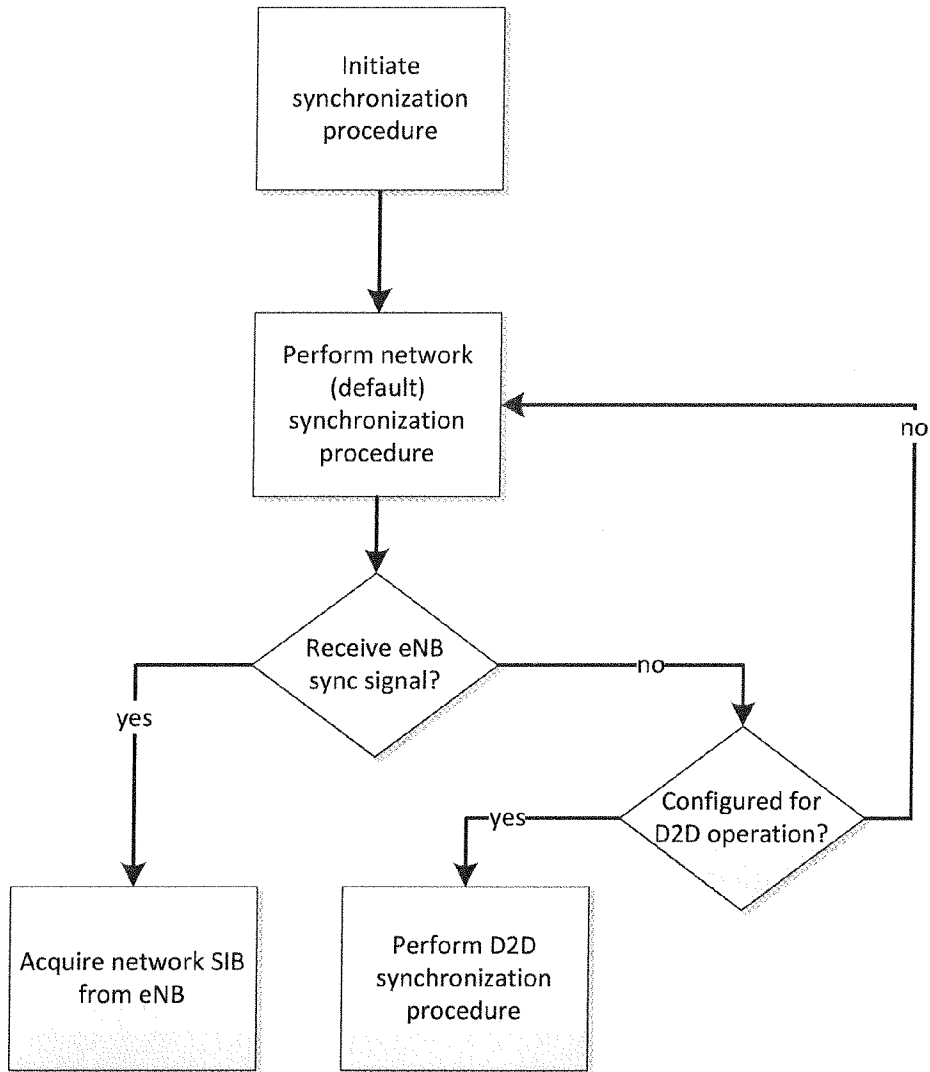 Initiate
synchronization
procedure
Perform network
(default)
synchronization
procedure
no
Receive eNB
sync signal?
no
yes
Configured for
D2D operation?
yes
Acquire network SIB
from eNB
Perform D2D
synchronization
procedure